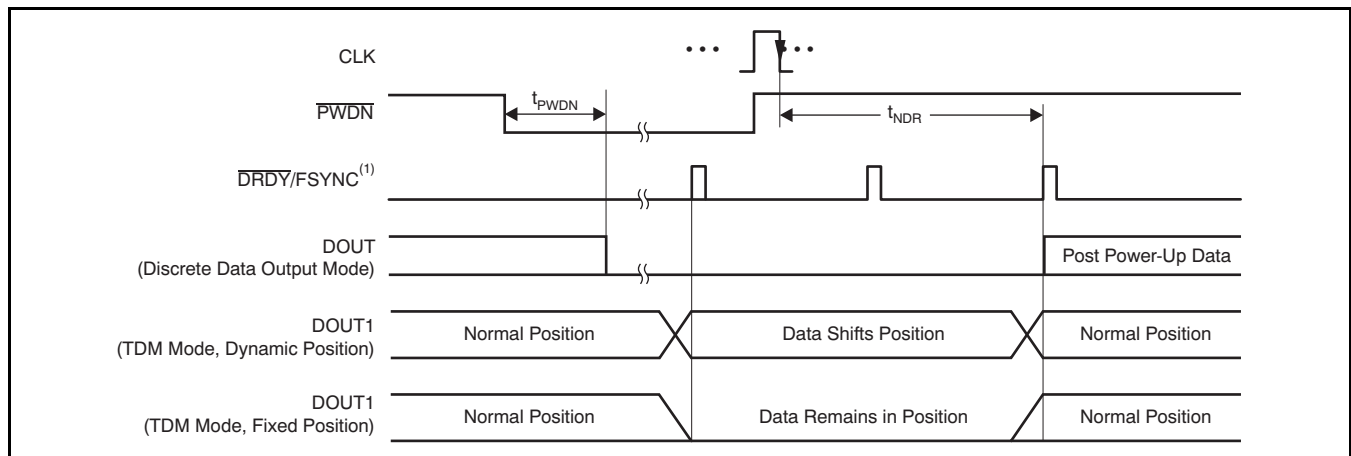 CLK
PWDN
tPWDN
tNDR
DRDY/FSYNC(1)
DOUT
(Discrete Data Output Mode)
Post Power-Up Data
DOUT1
(TDM Mode, Dynamic Position)
Normal Position
Data Shifts Position
Normal Position
DOUT1
(TDM Mode, Fixed Position)
Normal Position
Data Remains in Position
Normal Position